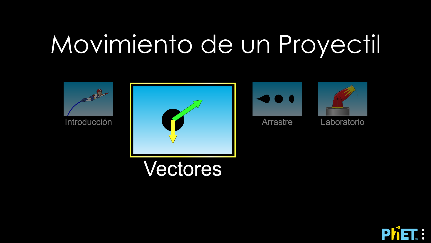 Movimiento de un Proyectil
Introducción
Vectores
Arrastre
Laboratorio
PhET